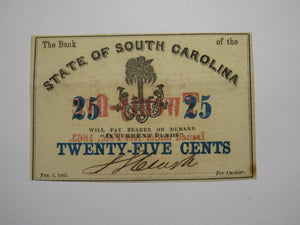 The Bank of the
STATE OF SOUTH CAROLINA
25 25
WILL PAY BEARER ON DEMAND
"IN CURRENT FUNDS"
TWENTY-FIVE CENTS
FEB. 1, 1863.
For Cashier.